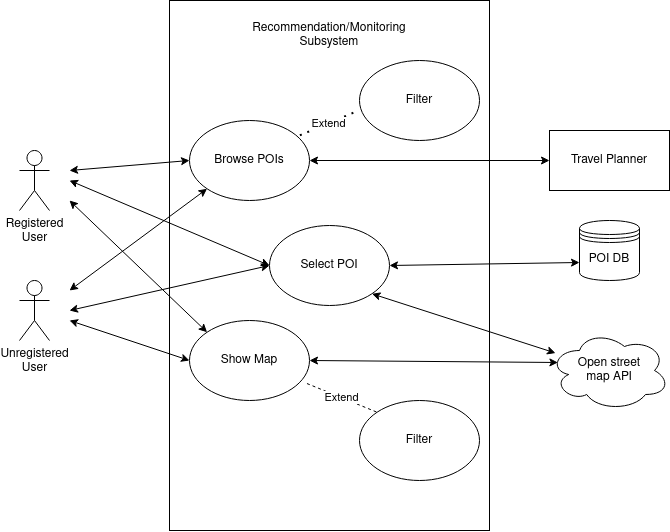 Recommendation/Monitoring
Subsystem
Filter
Extend
Browse POIs
Travel Planner
Registered
User
Select POI
POI DB
Unregistered
User
Show Map
Open street
map API
Extend
Filter